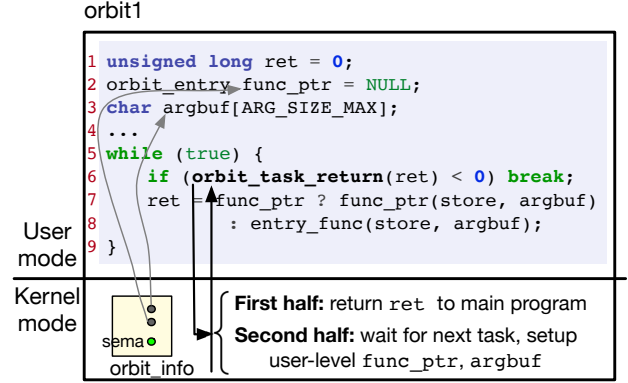 orbit1
1 unsigned long ret = 0;
2 orbit_entry func_ptr = NULL;
3 char argbuf[ARG_SIZE_MAX];
4 ...
5 while (true) {
6 if (orbit_task_return(ret) < 0) break;
7 ret = func_ptr ? func_ptr(store, argbuf)
8 : entry_func(store, argbuf);
9 }
User
mode
Kernel
mode
sema
orbit_info
First half: return ret to main program
Second half: wait for next task, setup
user-level func_ptr, argbuf